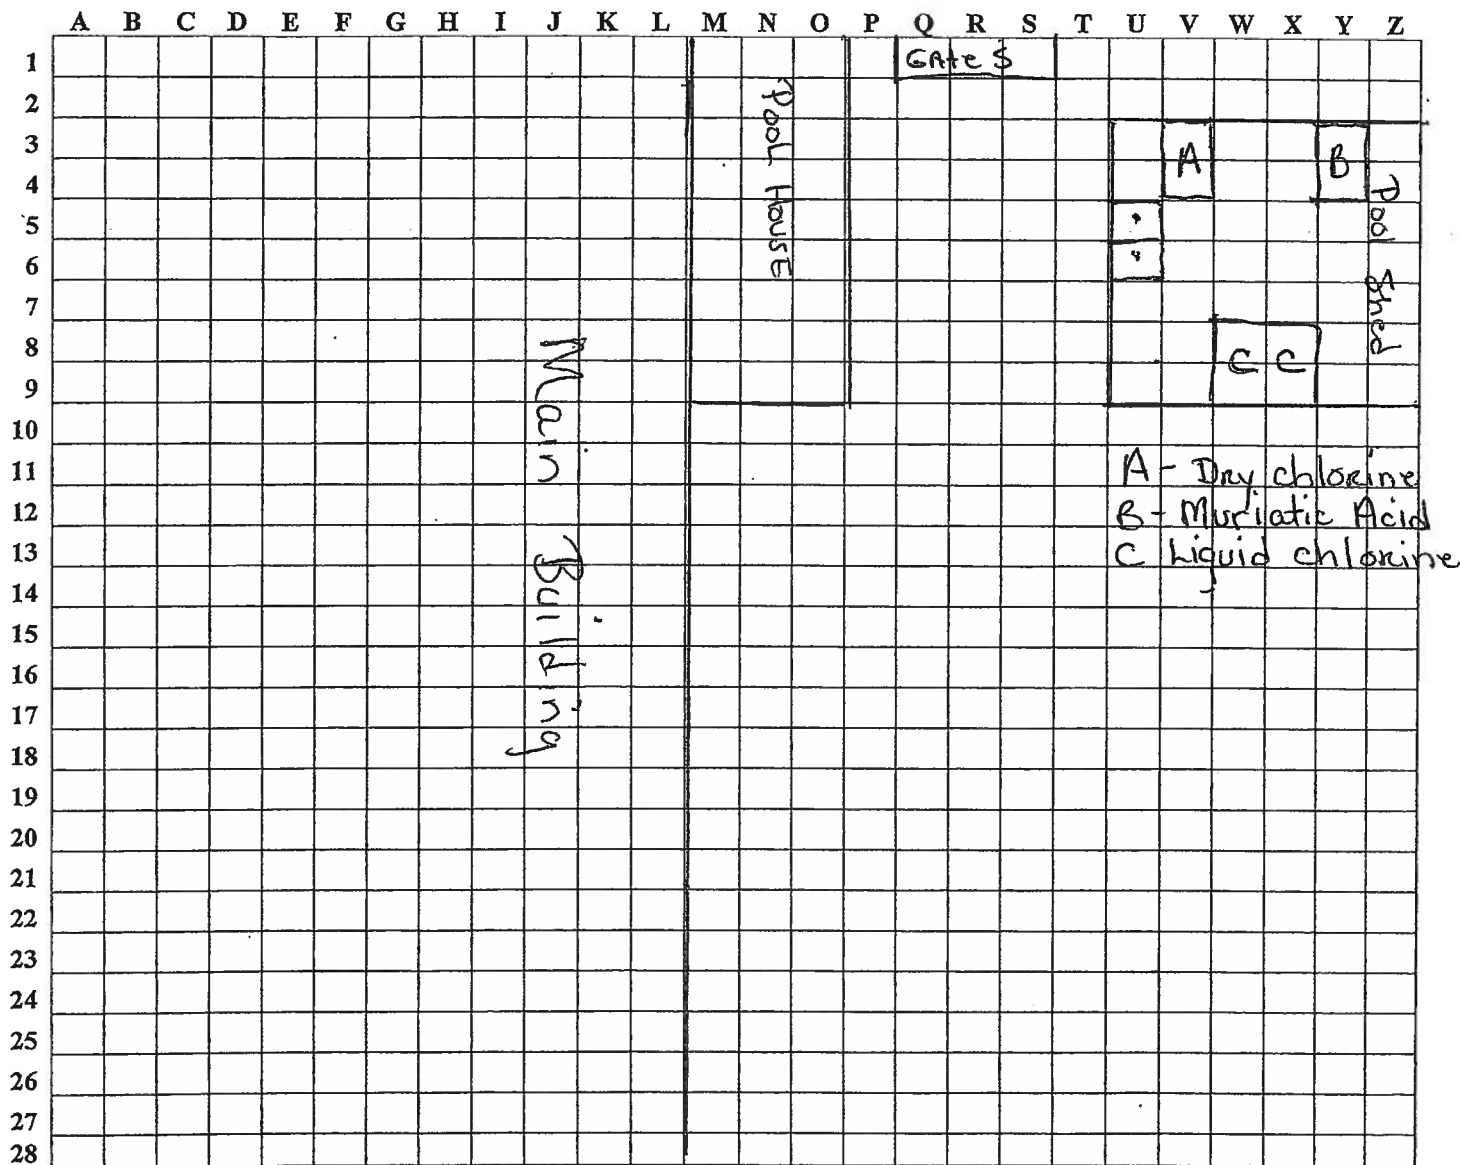 A B C D E F G H I J K L M N O P Q R S T U V W X Y Z
1
2
3
4
5
6
7
8
9
10
11
12
13
14
15
16
17
18
19
20
21
22
23
24
25
26
27
28
GAtes
Pool House
Main Building
A
B
C C
Pool Shed
A - Dry chlorine
B - Muriatic Acid
C Liquid chlorine